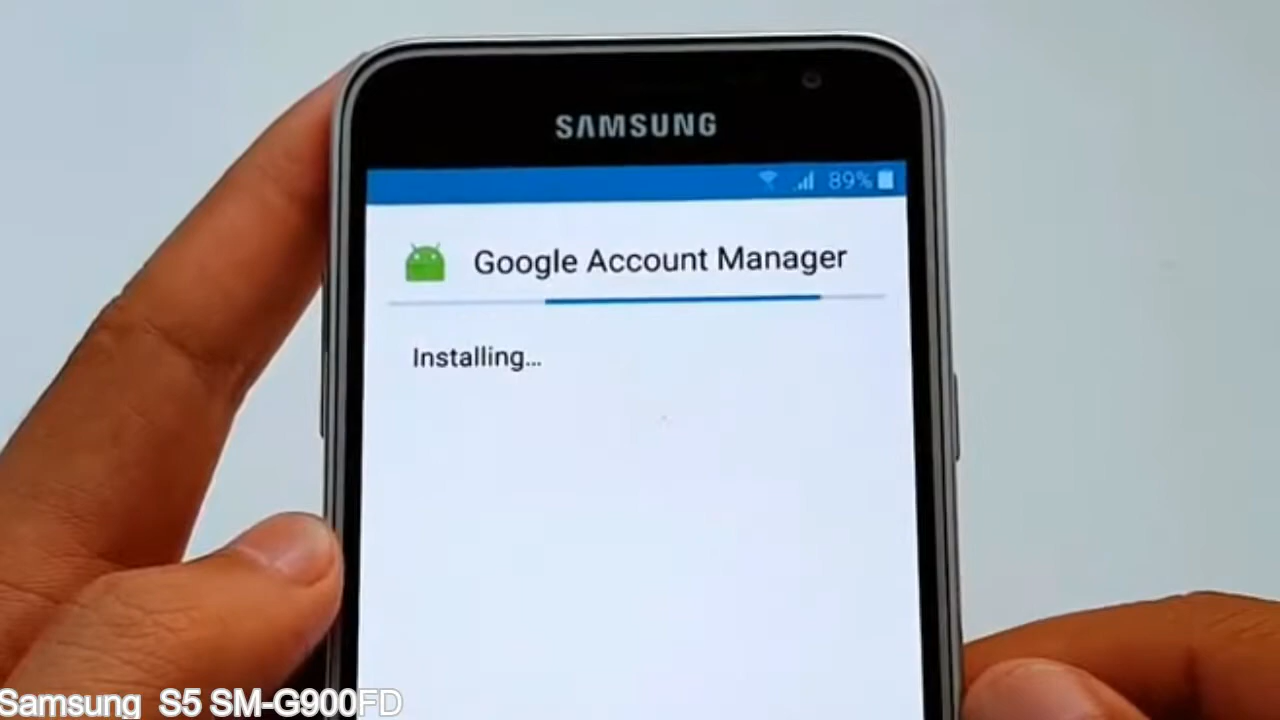 SAMSUNG
89%
Google Account Manager
Installing...
Samsung S5 SM-G900FD